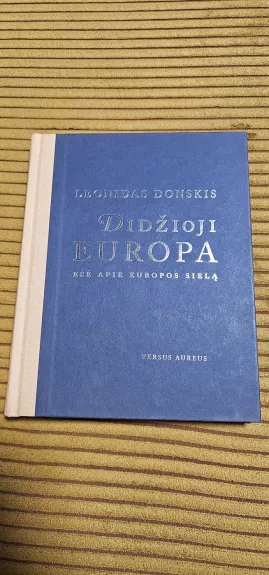 LEONIDAS DONSKIS
DIDŽIOJI
EUROPA
ESĖ APIE EUROPOS SIELĄ
VERSUS AUREUS